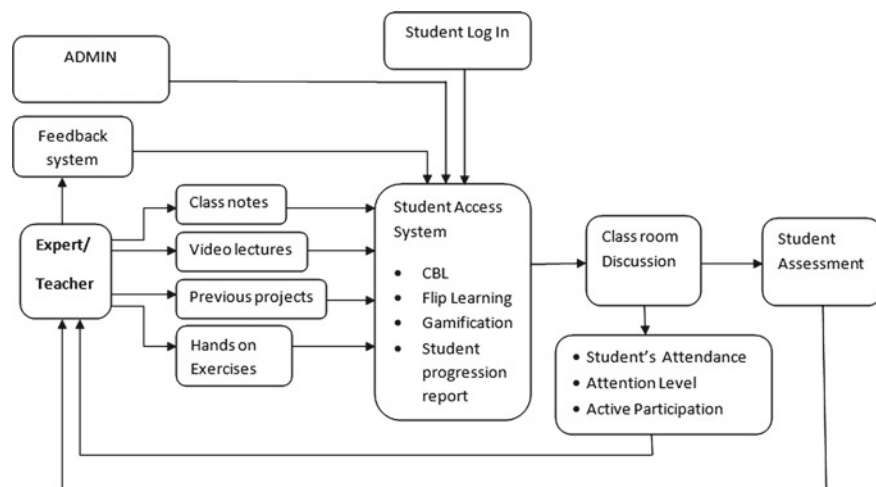 Student Log In
ADMIN
Feedback
system
Expert/
Teacher
Class notes
Video lectures
Previous projects
Hands on
Exercises
Student Access
System
• CBL
• Flip Learning
• Gamification
• Student
progression
report
Class room
Discussion
Student
Assessment
• Student’s Attendance
• Attention Level
• Active Participation